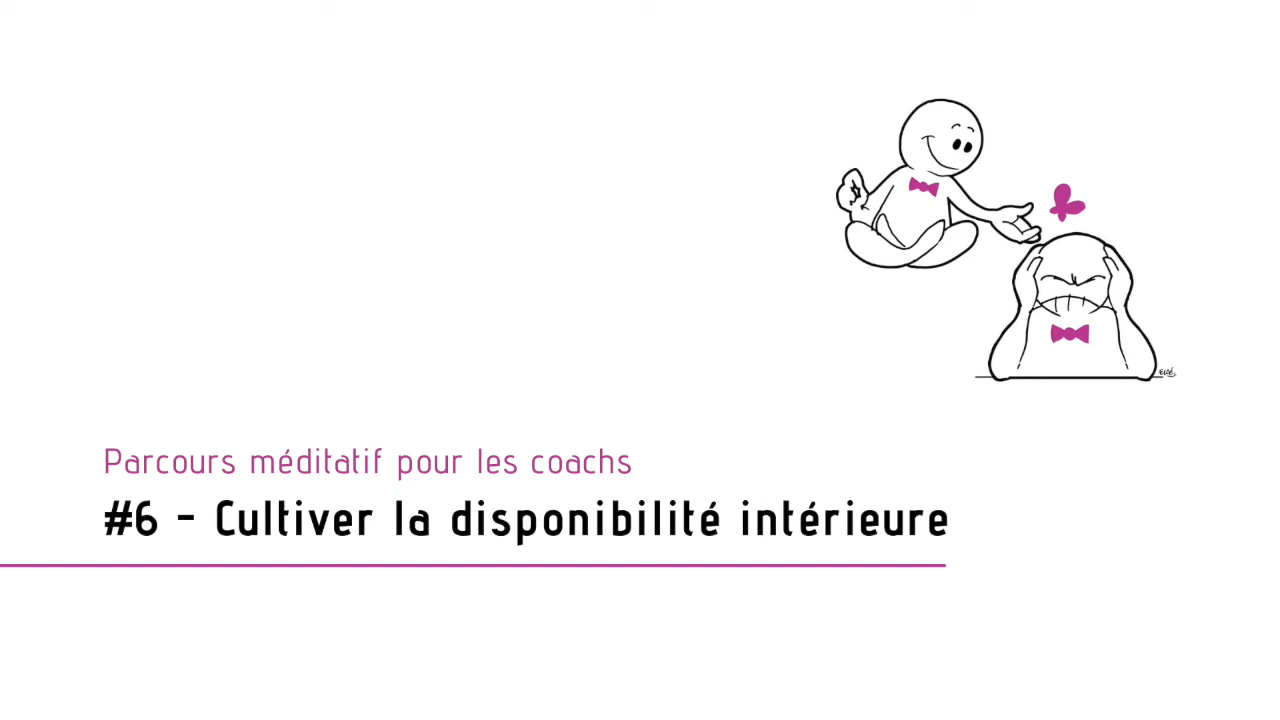 Parcours méditatif pour les coachs
#6 - Cultiver la disponibilité intérieure